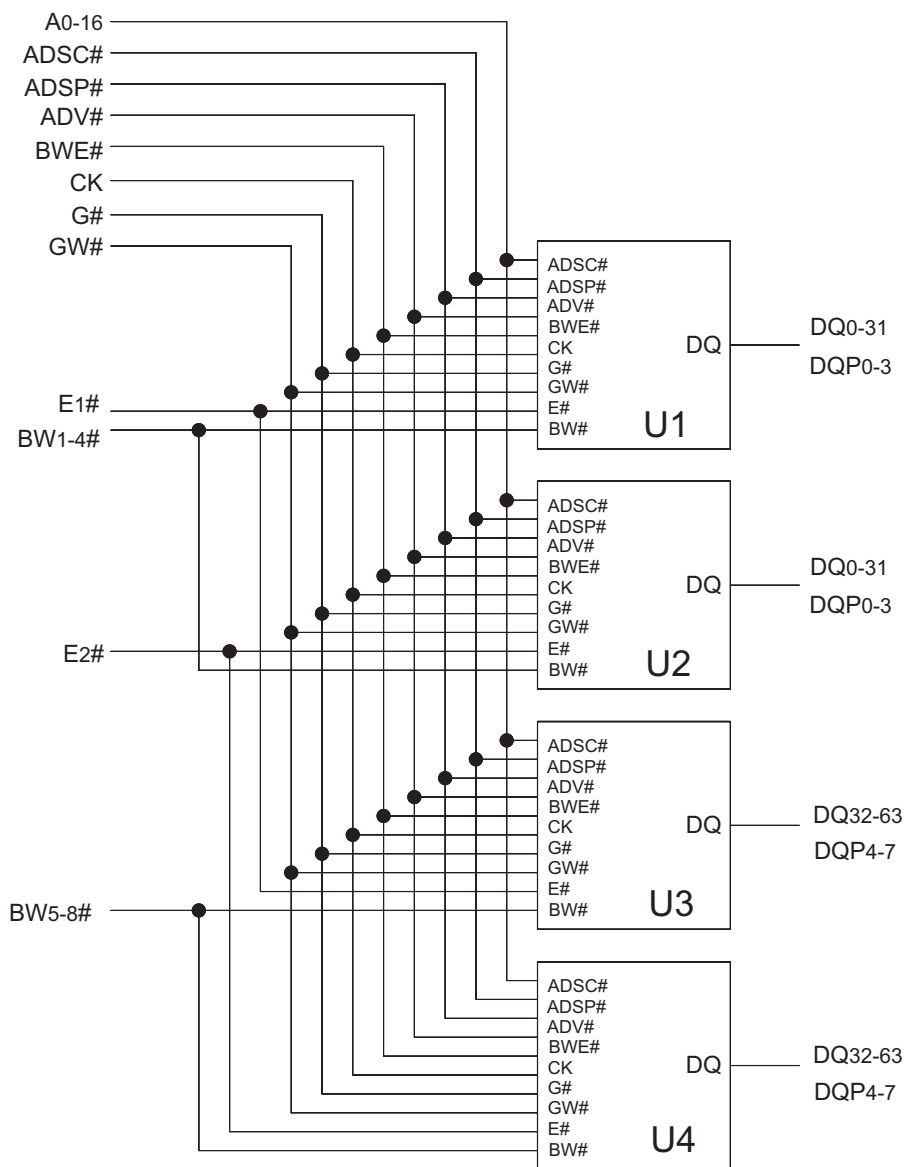 A0-16
ADSC#
ADSP#
ADV#
BWE#
CK
G#
GW#
E1#
BW1-4#
ADSC#
ADSP#
ADV#
BWE#
CK
G#
GW#
E#
BW#
DQ
U1
DQ0-31
DQP0-3
E2#
ADSC#
ADSP#
ADV#
BWE#
CK
G#
GW#
E#
BW#
DQ
U2
DQ0-31
DQP0-3
BW5-8#
ADSC#
ADSP#
ADV#
BWE#
CK
G#
GW#
E#
BW#
DQ
U3
DQ32-63
DQP4-7
ADSC#
ADSP#
ADV#
BWE#
CK
G#
GW#
E#
BW#
DQ
U4
DQ32-63
DQP4-7